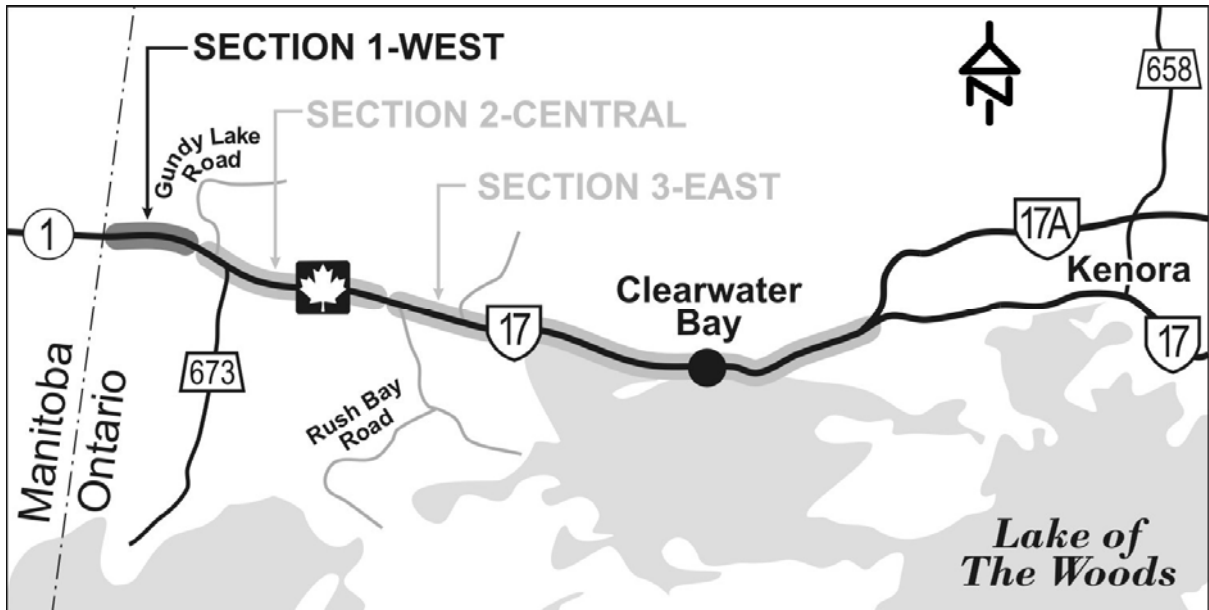 SECTION 1-WEST
658
SECTION 2-CENTRAL
Gundy Lake
Road
SECTION 3-EAST
1
17A
Kenora
Clearwater
Bay
17
17
673
Manitoba
Ontario
Rush Bay
Road
Lake of
The Woods
N